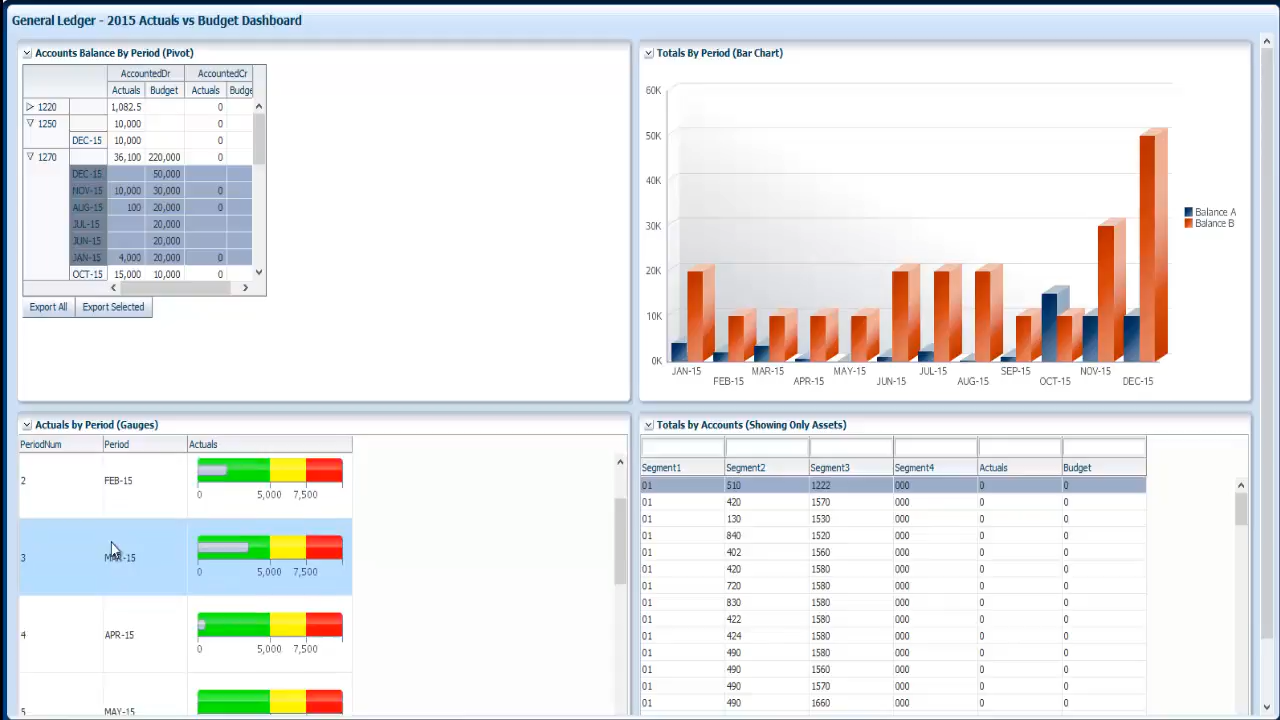 General Ledger - 2015 Actuals vs Budget Dashboard
Accounts Balance By Period (Pivot)
AccountedDr AccountedCr
Actuals Budget Actuals Budge
1220 1,082.5 0
1250 10,000 0
DEC-15 10,000 0
1270 36,100 220,000 0
DEC-15 50,000
NOV-15 10,000 30,000 0
AUG-15 100 20,000 0
JUL-15 20,000
JUN-15 20,000
JAN-15 4,000 20,000 0
OCT-15 15,000 10,000 0
Export All Export Selected
Totals By Period (Bar Chart)
60K
50K
40K
30K
20K
10K
0K
JAN-15 FEB-15 MAR-15 APR-15 MAY-15 JUN-15 JUL-15 AUG-15 SEP-15 OCT-15 NOV-15 DEC-15
Balance A
Balance B
Actuals by Period (Gauges)
PeriodNum Period Actuals
2 FEB-15
0 5,000 7,500
3 MAR-15
0 5,000 7,500
4 APR-15
0 5,000 7,500
5 MAY-15
Totals by Accounts (Showing Only Assets)
Segment1 Segment2 Segment3 Segment4 Actuals Budget
01 510 1222 000 0 0
01 420 1570 000 0 0
01 130 1530 000 0 0
01 840 1520 000 0 0
01 402 1560 000 0 0
01 420 1580 000 0 0
01 720 1580 000 0 0
01 830 1580 000 0 0
01 422 1580 000 0 0
01 424 1580 000 0 0
01 490 1580 000 0 0
01 490 1560 000 0 0
01 490 1570 000 0 0
01 490 1660 000 0 0